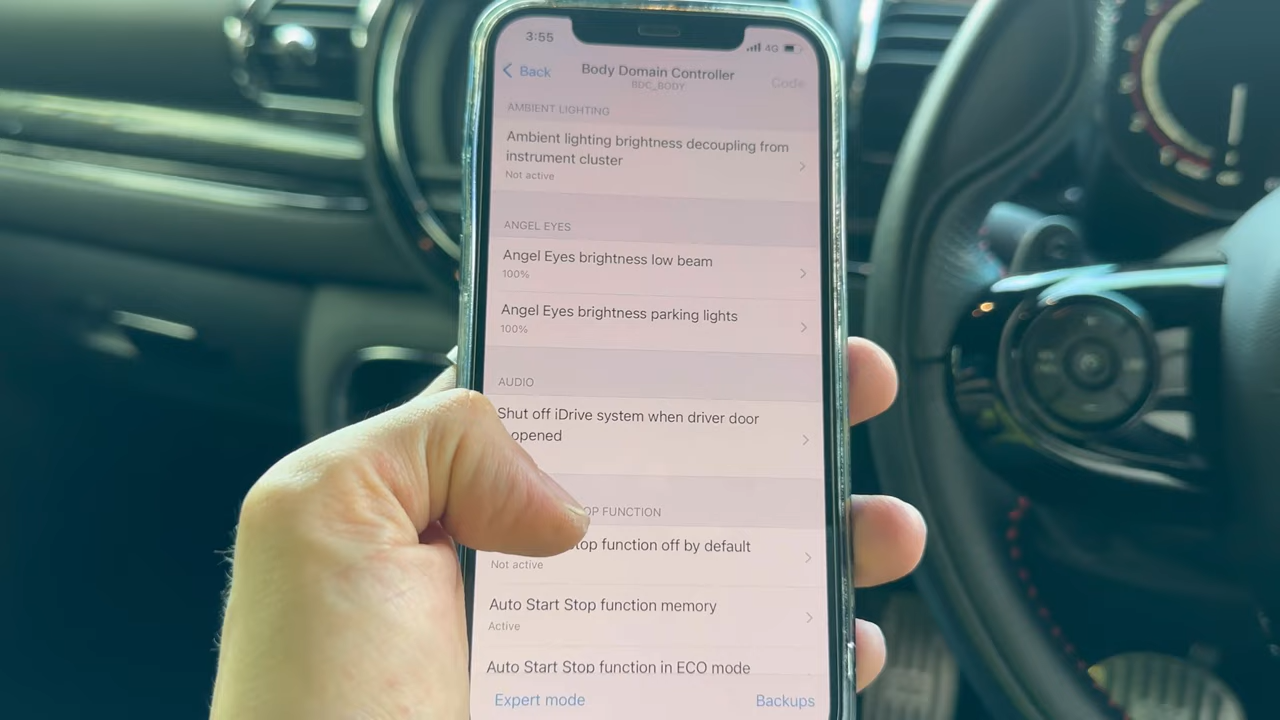 3:55
4G
Back
Body Domain Controller
Code
BDC_BODY
AMBIENT LIGHTING
Ambient lighting brightness decoupling from
instrument cluster
Not active
ANGEL EYES
Angel Eyes brightness low beam
100%
Angel Eyes brightness parking lights
100%
AUDIO
Shut off iDrive system when driver door
opened
OP FUNCTION
top function off by default
Not active
Auto Start Stop function memory
Active
Auto Start Stop function in ECO mode
Expert mode
Backups